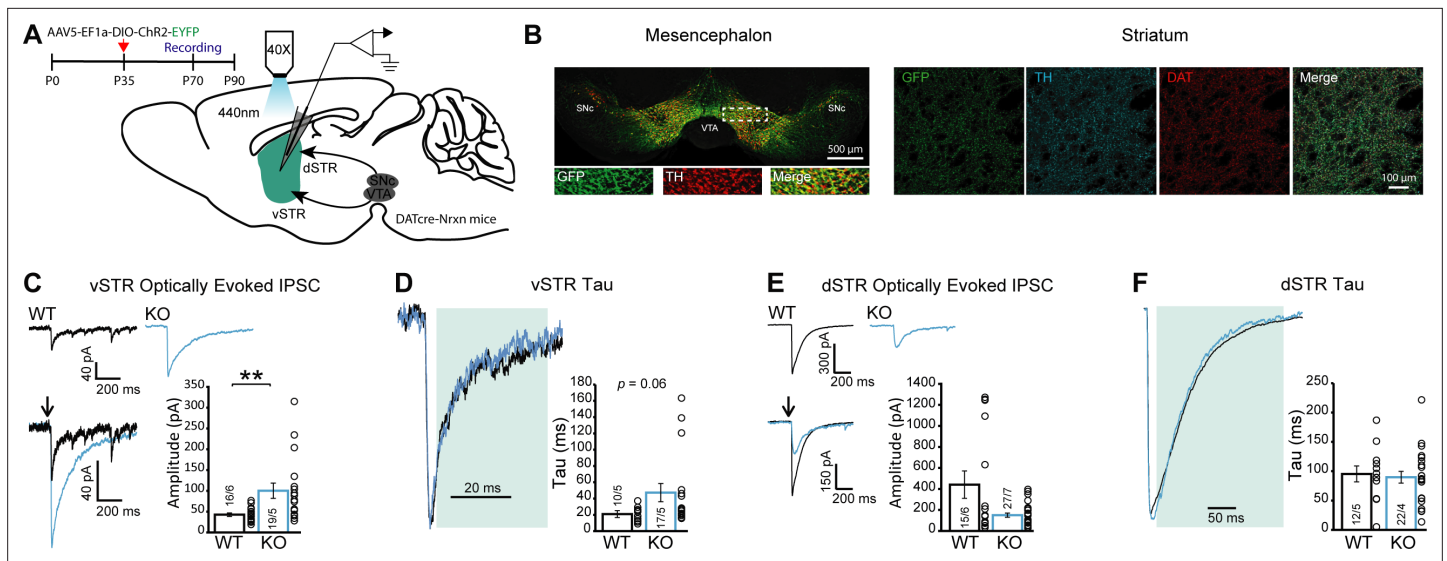 A
AAV5-EF1a-DIO-ChR2-EYFP
Recording
P0 P35 P70 P90
40X
440nm
dSTR
SNc
VTA
vSTR
DATcre-Nrxn mice
B
Mesencephalon
SNc
VTA
SNc
500 µm
GFP
TH
Merge
Striatum
GFP
TH
DAT
Merge
100 µm
C
vSTR Optically Evoked IPSC
WT
KO
40 pA
200 ms
40 pA
200 ms
**
Amplitude (pA)
350
300
250
200
150
100
50
0
16/6
19/5
WT KO
D
vSTR Tau
20 ms
p = 0.06
Tau (ms)
180
160
140
120
100
80
60
40
20
0
10/5
17/5
WT KO
E
dSTR Optically Evoked IPSC
WT
KO
300 pA
200 ms
150 pA
200 ms
Amplitude (pA)
1400
1200
1000
800
600
400
200
0
15/6
27/7
WT KO
F
dSTR Tau
50 ms
Tau (ms)
250
200
150
100
50
0
12/5
22/4
WT KO